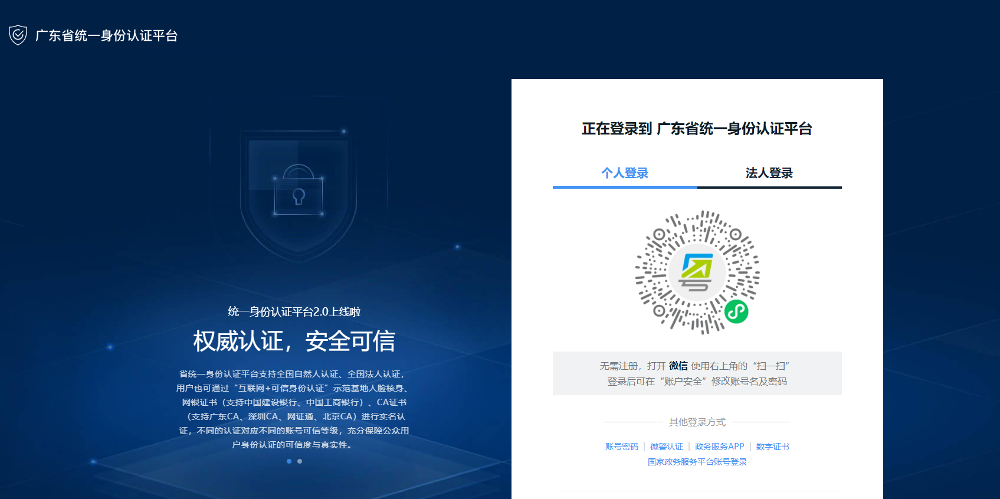 广东省统一身份认证平台
统一身份认证平台2.0上线啦
权威认证，安全可信
省统一身份认证平台支持全国自然人认证、全国法人认证，
用户也可通过“互联网+可信身份认证”示范基地人脸核身、
网银证书（支持中国建设银行、中国工商银行）、CA证书
（支持广东CA、深圳CA、网证通、北京CA）进行实名认
证，不同的认证对应不同的账号可信等级，充分保障公众用
户身份认证的可信度与真实性。
正在登录到 广东省统一身份认证平台
个人登录 法人登录
粤
无需注册，打开 微信 使用右上角的“扫一扫”
登录后可在“账户安全”修改账号名及密码
其他登录方式
账号密码 | 微警认证 | 政务服务APP | 数字证书
国家政务服务平台账号登录